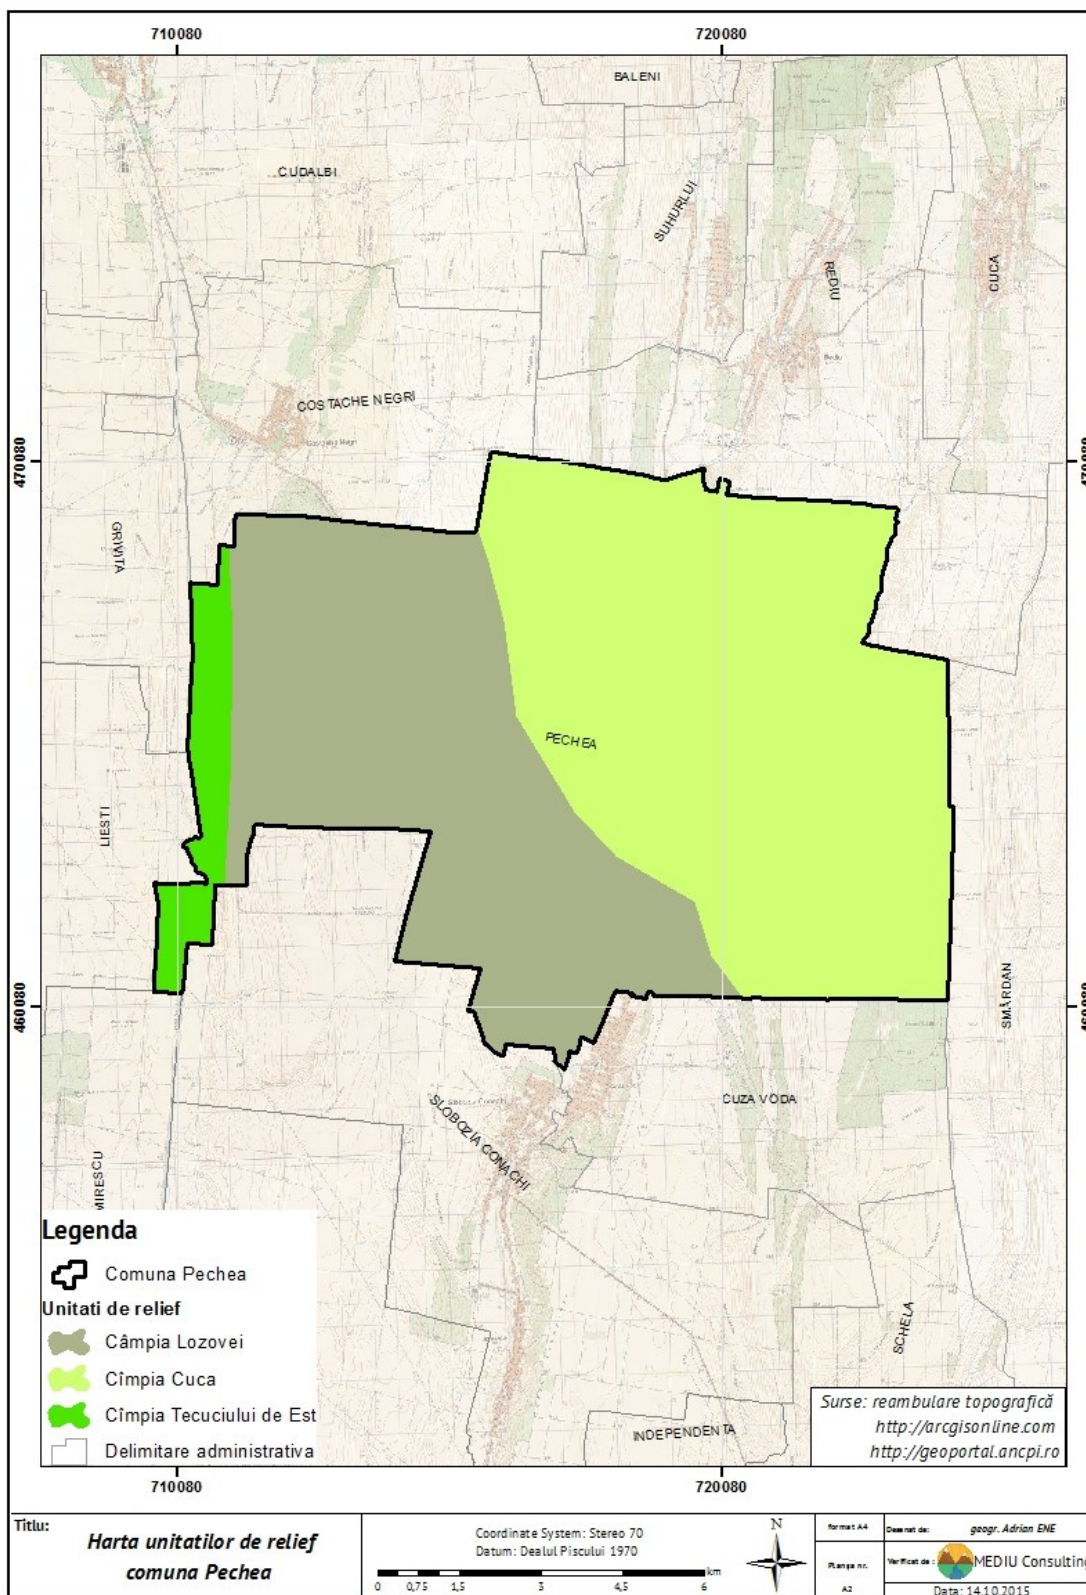 710080 720080
BALENI
CUDALBI
SUHURLUI
REDIU
CUCA
COSTACHE NEGRI
470080
GRIVITA
PECHEA
LIESTI
460080 460080
SMÂRDAN
CUZA VODA
SLOBOZIA CONACHI
MIRESCU
SCHELA
INDEPENDENTA
Legenda
Comuna Pechea
Unitati de relief
Câmpia Lozovei
Cîmpia Cuca
Cîmpia Tecuciului de Est
Delimitare administrativa
Surse: reambulare topografică
http://arcgisonline.com
http://geoportal.ancpi.ro
710080 720080
Titlu:
Harta unitatilor de relief
comuna Pechea
Coordinate System: Stereo 70
Datum: Dealul Piscului 1970
N
km
0 0,75 1,5 3 4,5 6
format A4
Planșa nr.
A2
Desenat de: geogr. Adrian ENE
Verificat de: MEDIU Consulting
Data: 14.10.2015